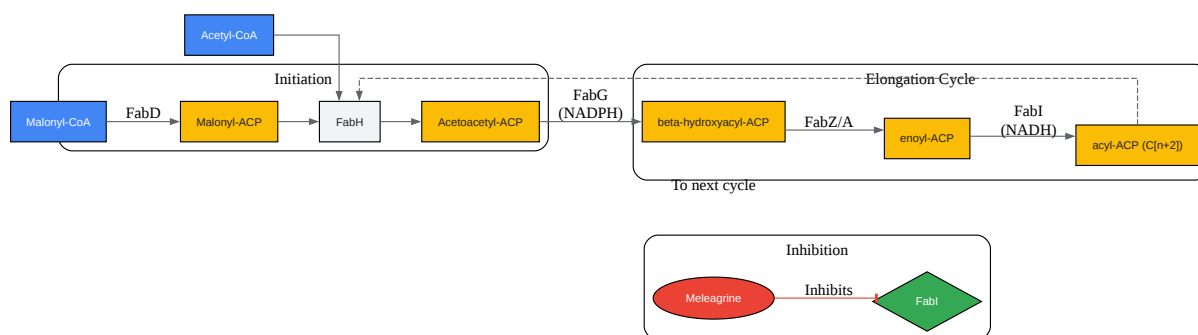 Acetyl-CoA
Initiation
Elongation Cycle
Malonyl-CoA
FabD
Malonyl-ACP
FabH
Acetoacetyl-ACP
FabG
(NADPH)
beta-hydroxyacyl-ACP
FabZ/A
enoyl-ACP
FabI
(NADH)
acyl-ACP (C[n+2])
To next cycle
Inhibition
Meleagrine
Inhibits
FabI